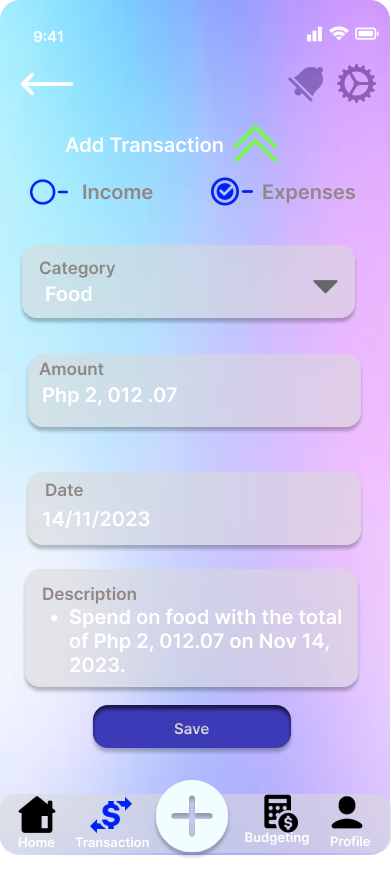 9:41
Add Transaction
Income
Expenses
Category
Food
Amount
Php 2, 012 .07
Date
14/11/2023
Description
• Spend on food with the total
of Php 2, 012.07 on Nov 14,
2023.
Save
Home
Transaction
Budgeting
Profile